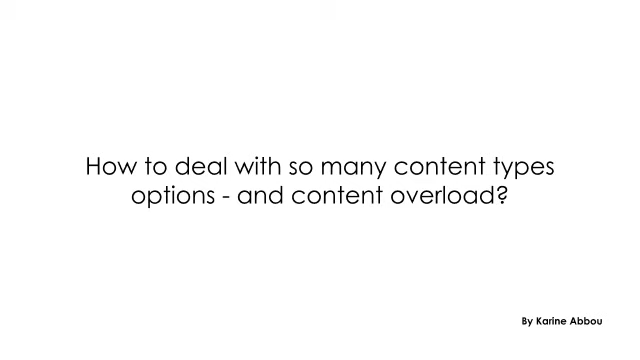 How to deal with so many content types
options - and content overload?
By Karine Abbou